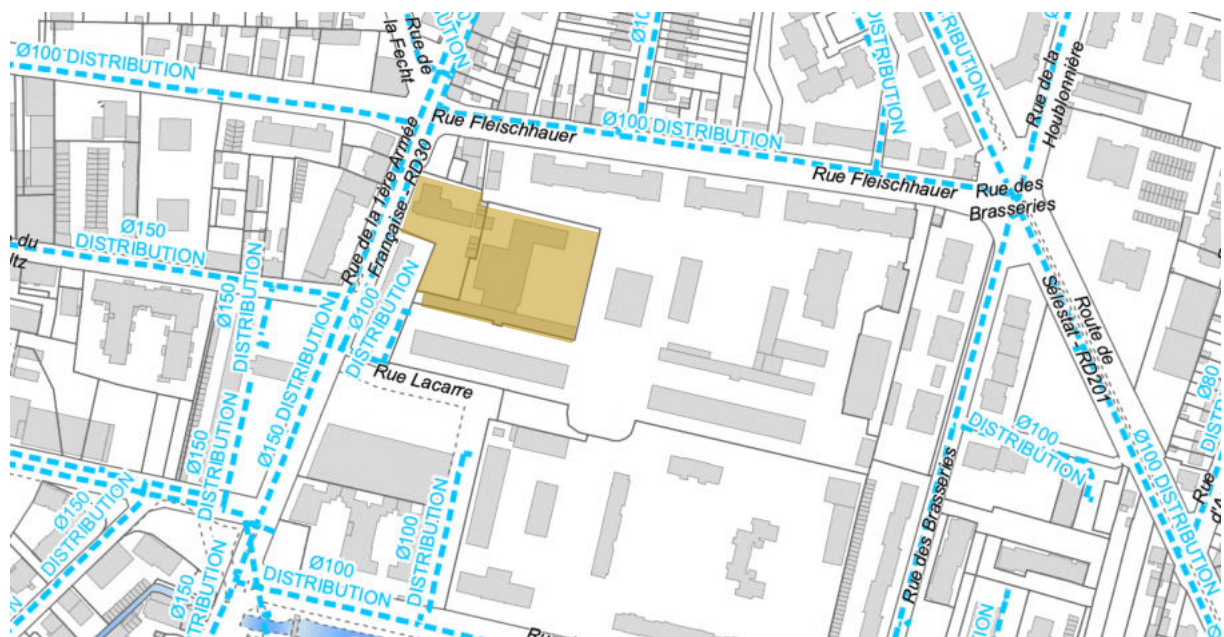 Rue de
la Fecht
Ø100 DISTRIBUTION
Rue Fleischhauer
Ø100 DISTRIBUTION
DISTRIBUTION
Rue de la
Houblonnière
Rue Fleischhauer
Rue des
Brasseries
Rue de la 1ère Armée
Française - RD30
Ø150
DISTRIBUTION
Ø150
DISTRIBUTION
Ø100
DISTRIBUTION
Ø150 DISTRIBUTION
Rue Lacarre
Route de
Sélestat - RD201
Ø80
Ø100
DISTRIBUTION
Ø100 DISTRIBUTION
Rue des Brasseries
Ø150
DISTRIBUTION
Ø150
DISTRIBUTION
Ø100
DISTRIBUTION
Ø100
DISTRIBUTION
Ø150
DISTRIBUTION